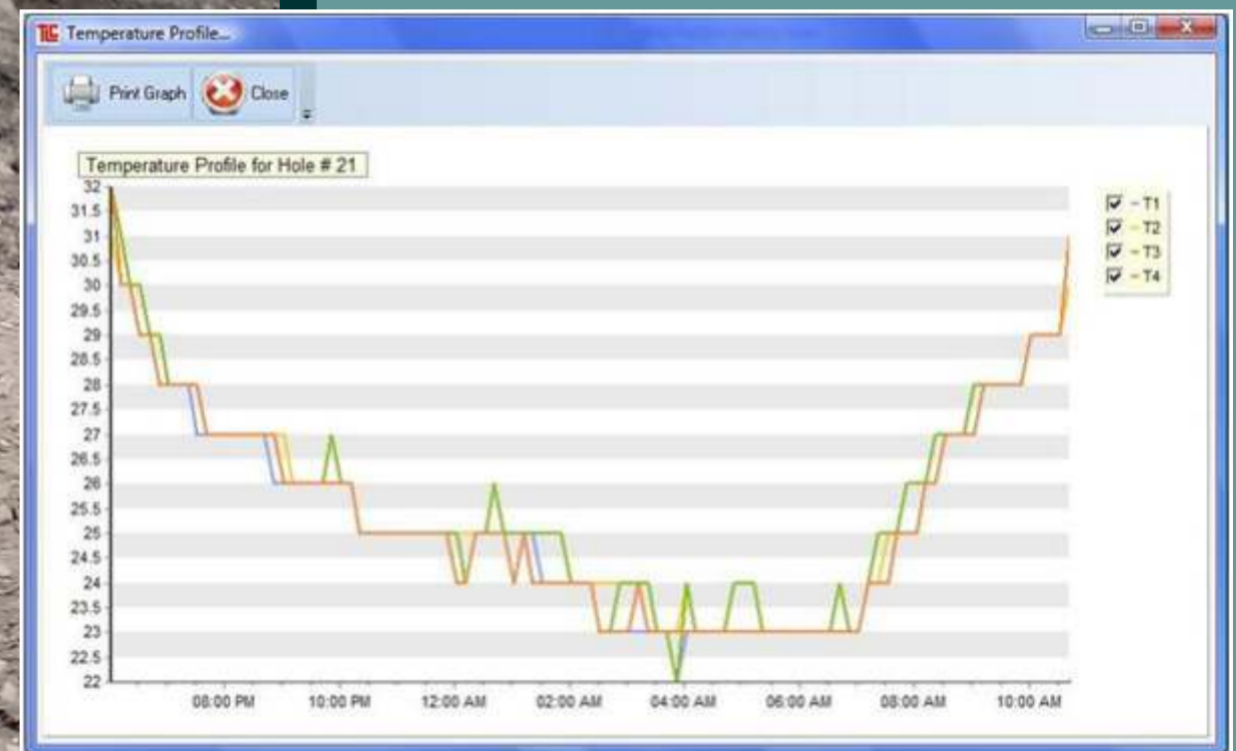 TLC Temperature Profile...
Print Graph Close
Temperature Profile for Hole # 21
32
31.5
31
30.5
30
29.5
29
28.5
28
27.5
27
26.5
26
25.5
25
24.5
24
23.5
23
22.5
22
08:00 PM 10:00 PM 12:00 AM 02:00 AM 04:00 AM 06:00 AM 08:00 AM 10:00 AM
- T1
- T2
- T3
- T4